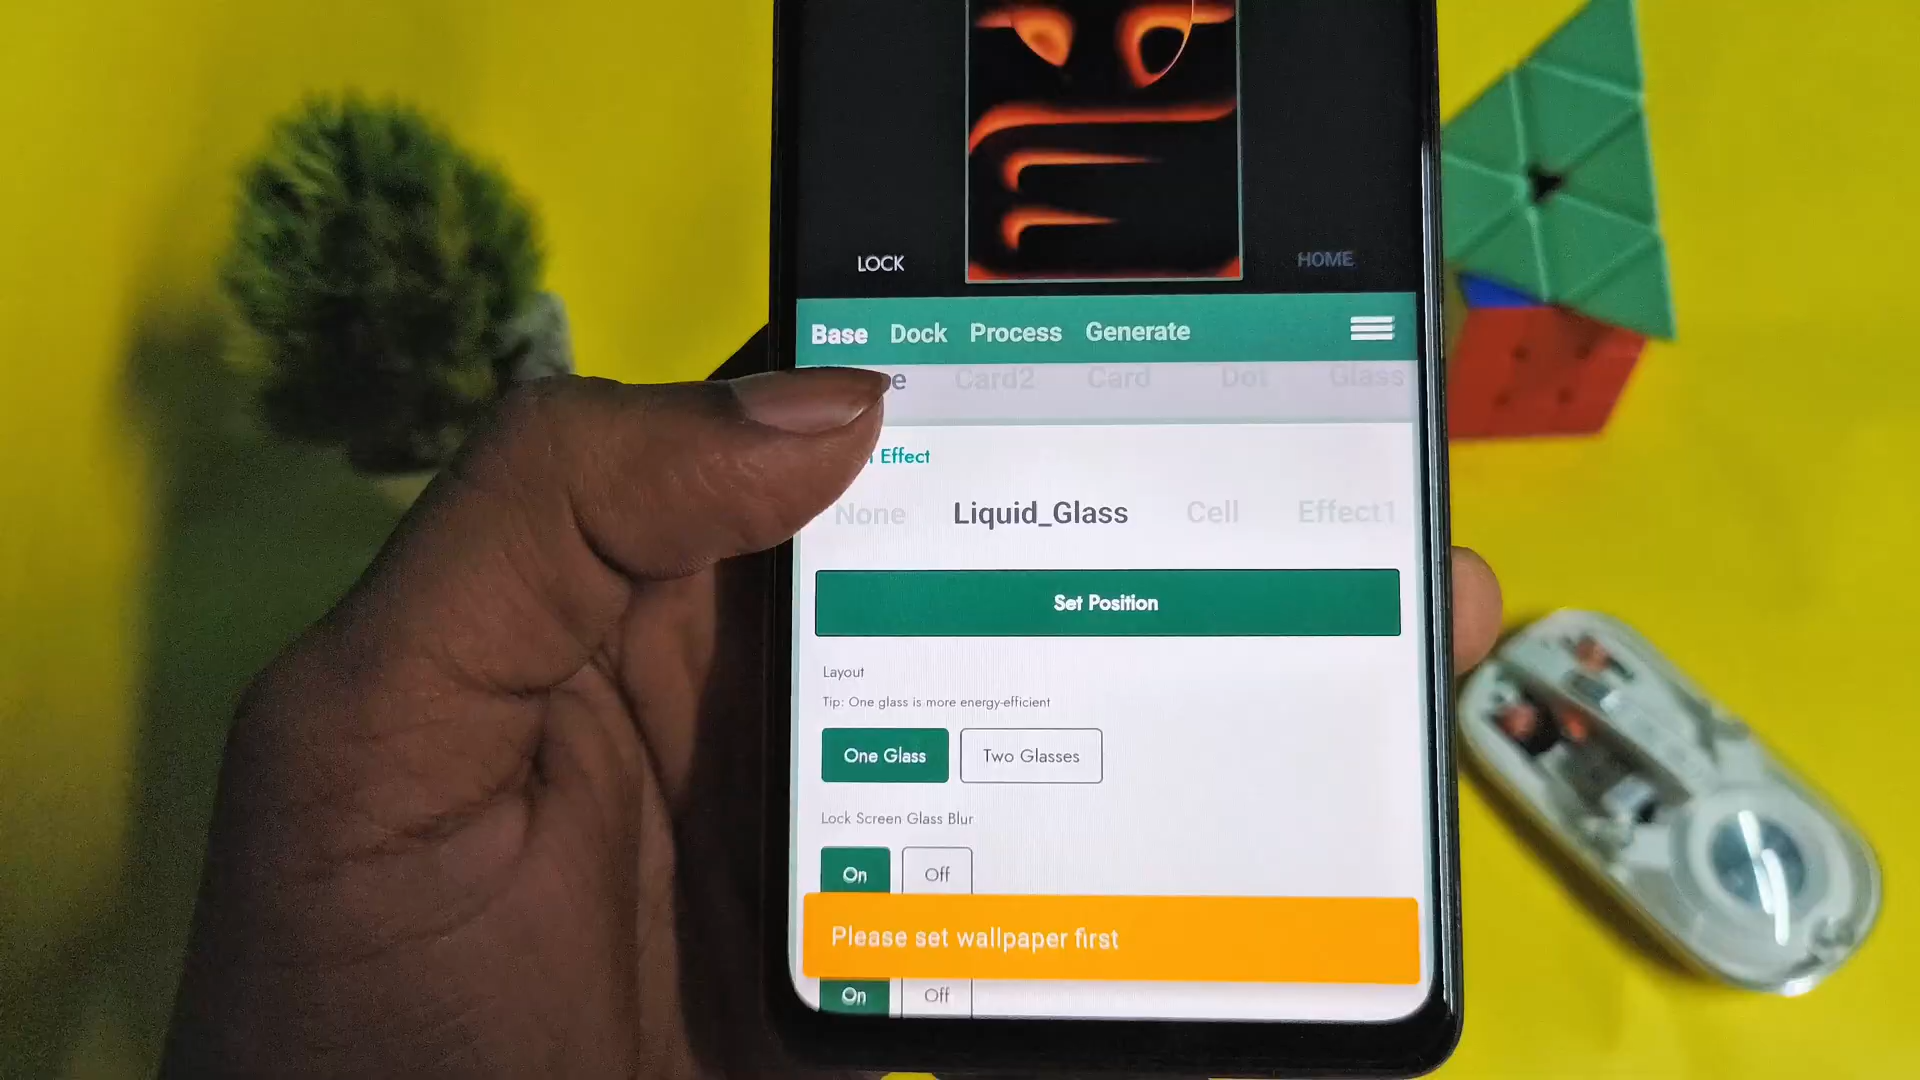 LOCK
HOME
Base Dock Process Generate
Card2 Card Dot Glass
Effect
None Liquid_Glass Cell Effect1
Set Position
Layout
Tip: One glass is more energy-efficient
One Glass Two Glasses
Lock Screen Glass Blur
On Off
Please set wallpaper first
On Off